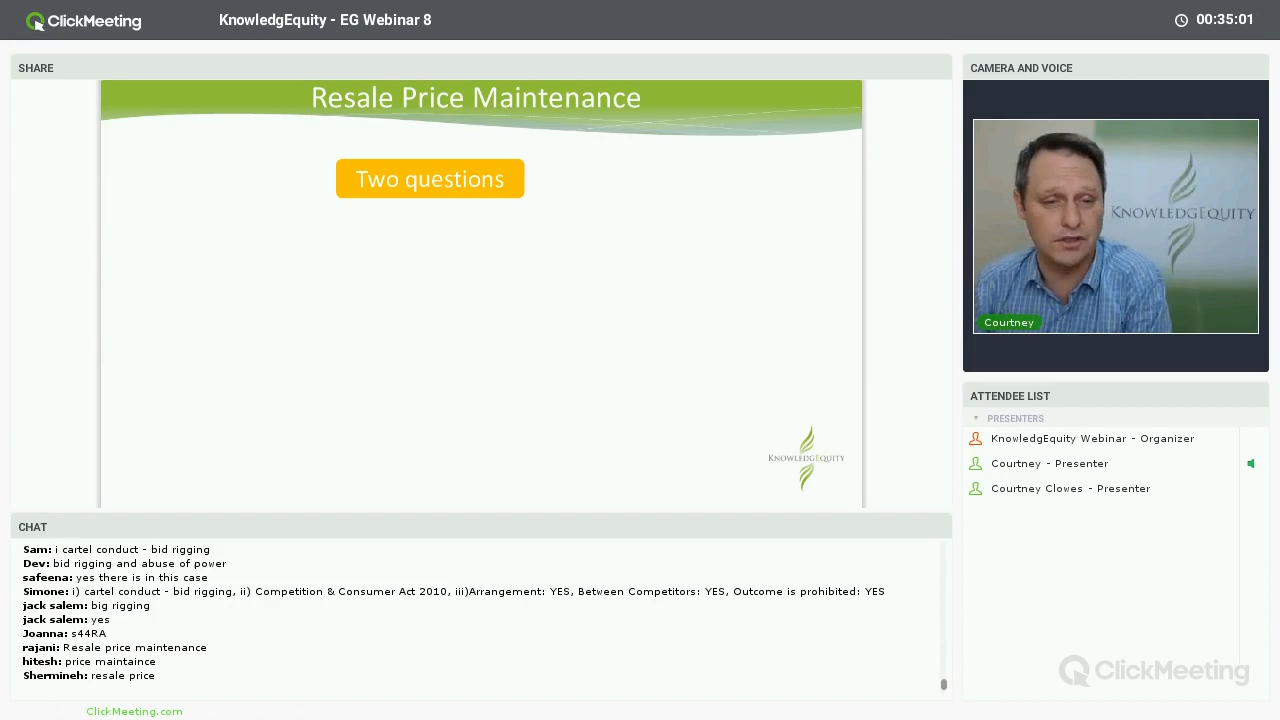 ClickMeeting
KnowledgEquity - EG Webinar 8
00:35:01
SHARE
Resale Price Maintenance
Two questions
KNOWLEDGEQUITY
CHAT
Sam: i cartel conduct - bid rigging
Dev: bid rigging and abuse of power
safeena: yes there is in this case
Simone: i) cartel conduct - bid rigging, ii) Competition & Consumer Act 2010, iii)Arrangement: YES, Between Competitors: YES, Outcome is prohibited: YES
jack salem: big rigging
jack salem: yes
Joanna: s44RA
rajani: Resale price maintenance
hitesh: price maintaince
Shermineh: resale price
ClickMeeting.com
CAMERA AND VOICE
KNOWLEDGEQUITY
Courtney
ATTENDEE LIST
PRESENTERS
KnowledgEquity Webinar - Organizer
Courtney - Presenter
Courtney Clowes - Presenter
ClickMeeting